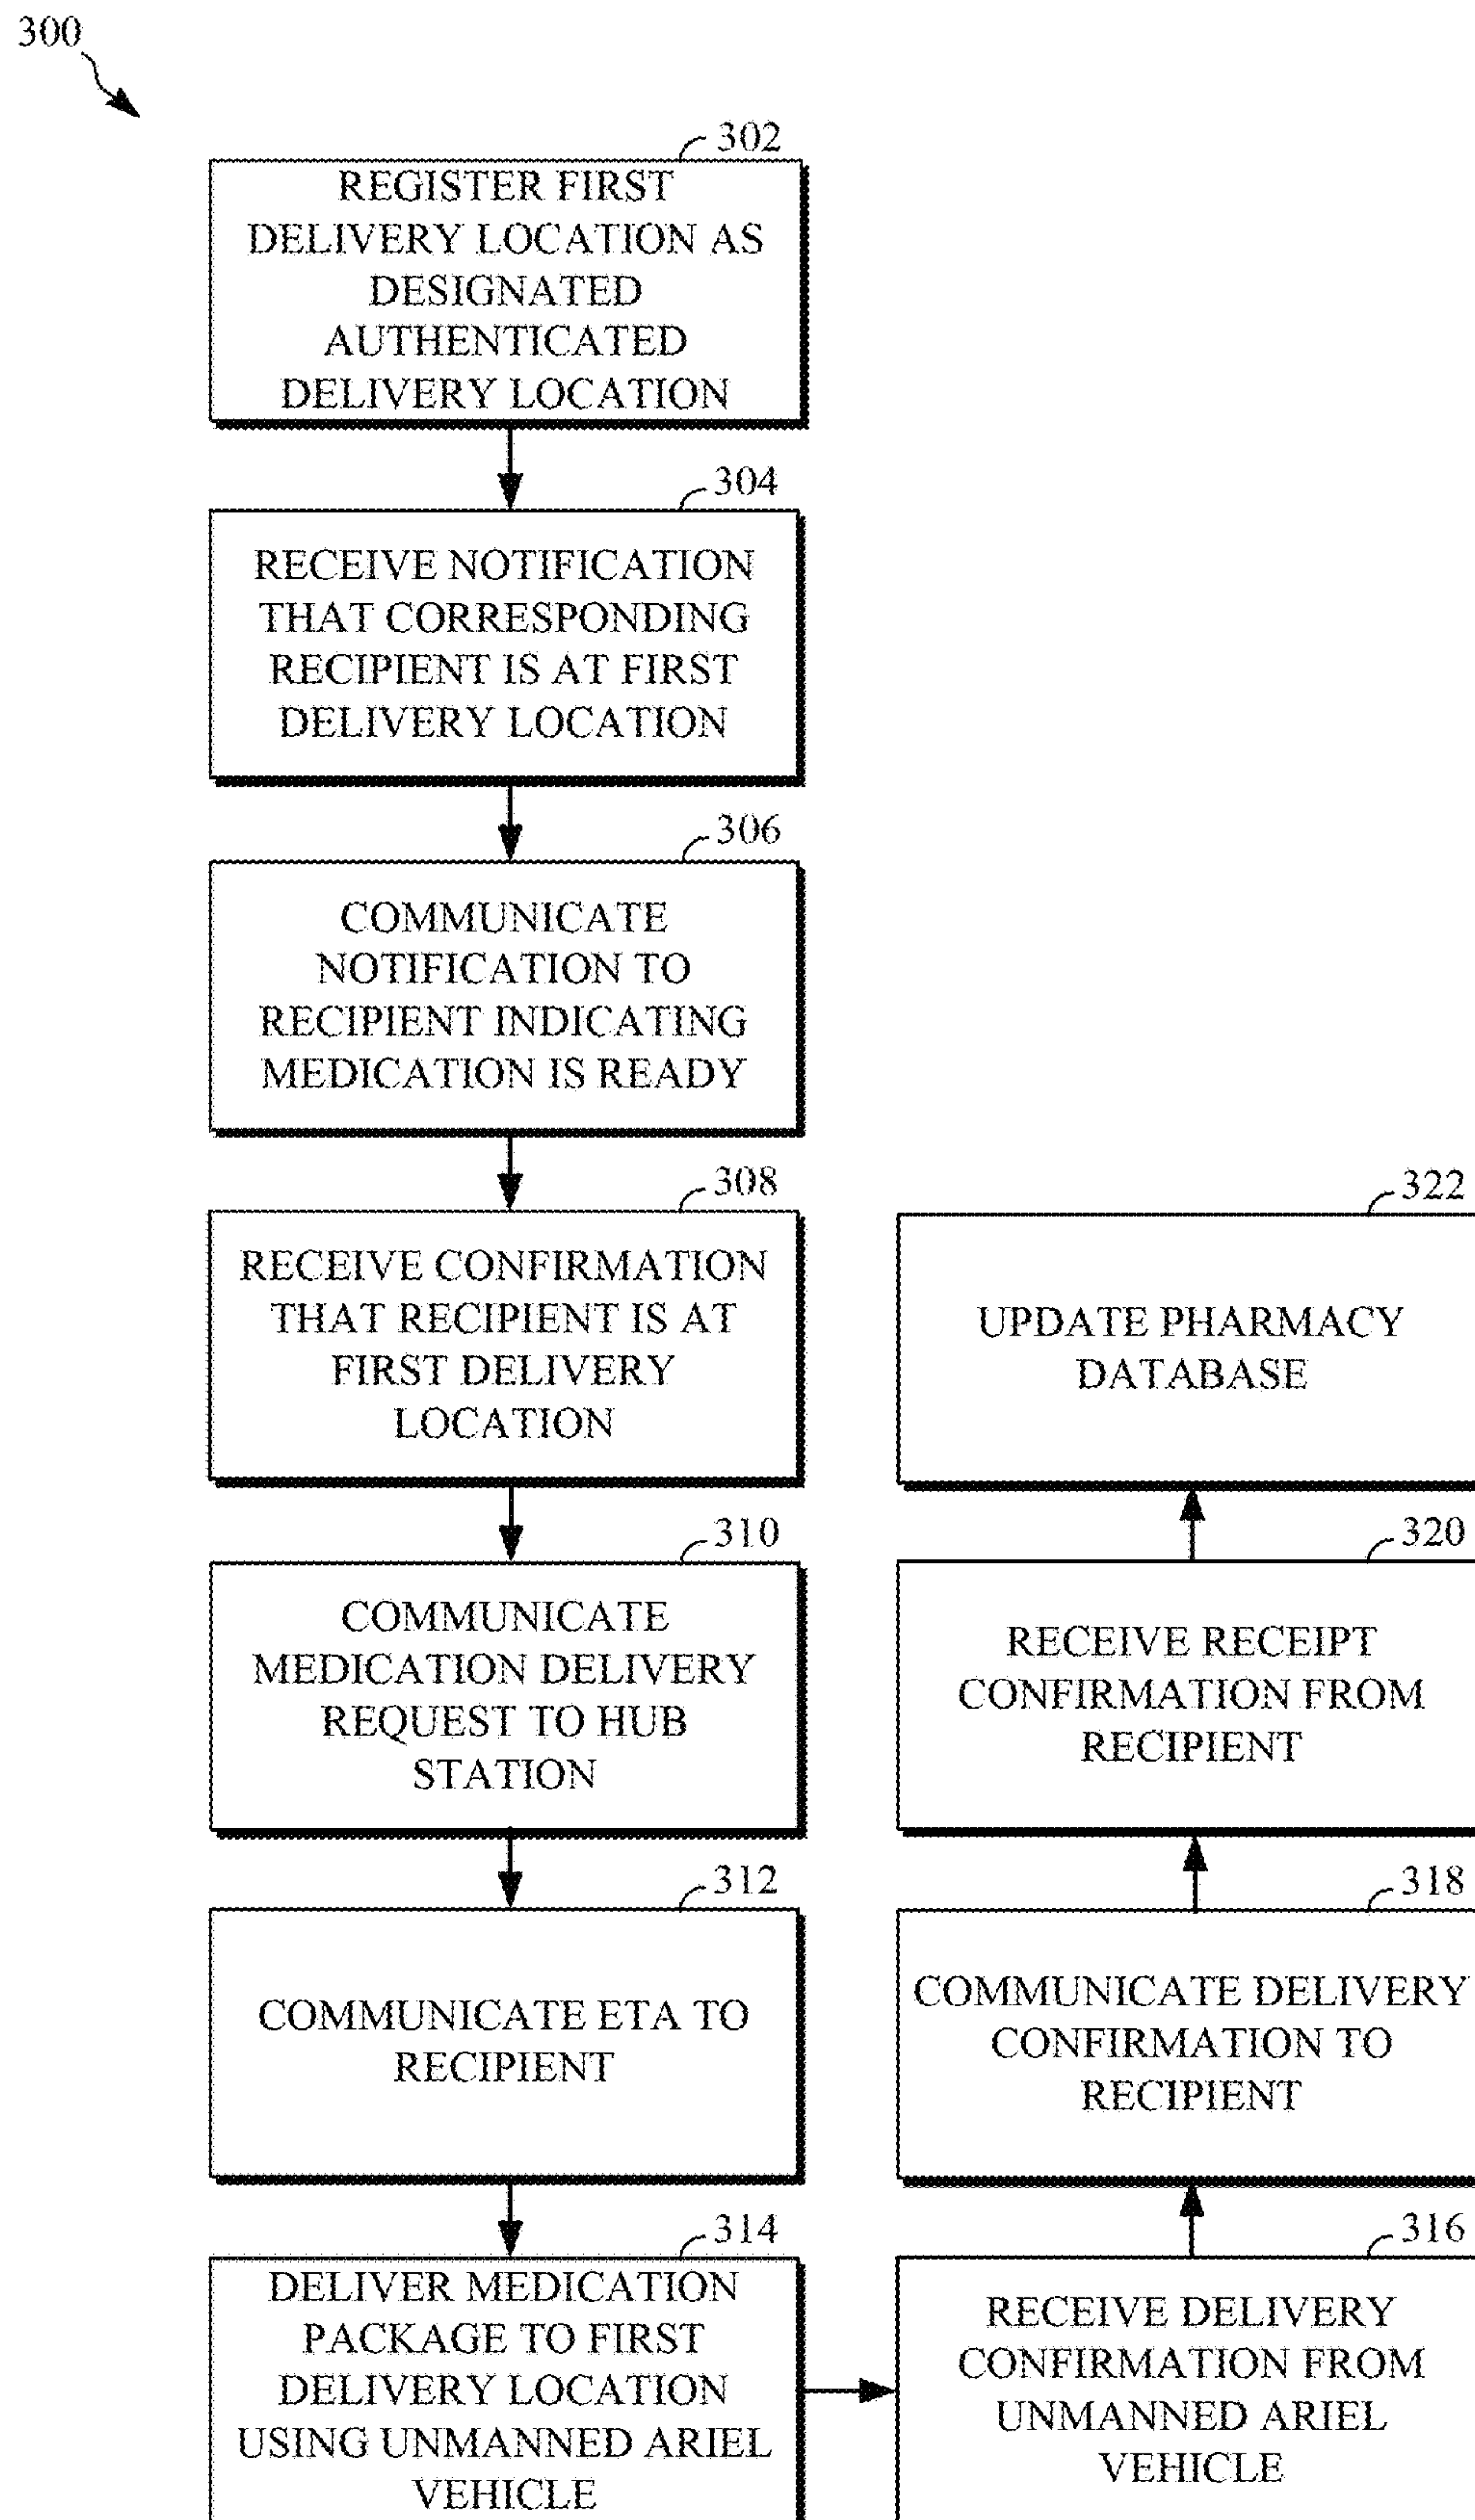 300
302
REGISTER FIRST
DELIVERY LOCATION AS
DESIGNATED
AUTHENTICATED
DELIVERY LOCATION
304
RECEIVE NOTIFICATION
THAT CORRESPONDING
RECIPIENT IS AT FIRST
DELIVERY LOCATION
306
COMMUNICATE
NOTIFICATION TO
RECIPIENT INDICATING
MEDICATION IS READY
308
RECEIVE CONFIRMATION
THAT RECIPIENT IS AT
FIRST DELIVERY
LOCATION
310
COMMUNICATE
MEDICATION DELIVERY
REQUEST TO HUB
STATION
312
COMMUNICATE ETA TO
RECIPIENT
314
DELIVER MEDICATION
PACKAGE TO FIRST
DELIVERY LOCATION
USING UNMANNED ARIEL
VEHICLE
316
RECEIVE DELIVERY
CONFIRMATION FROM
UNMANNED ARIEL
VEHICLE
318
COMMUNICATE DELIVERY
CONFIRMATION TO
RECIPIENT
320
RECEIVE RECEIPT
CONFIRMATION FROM
RECIPIENT
322
UPDATE PHARMACY
DATABASE